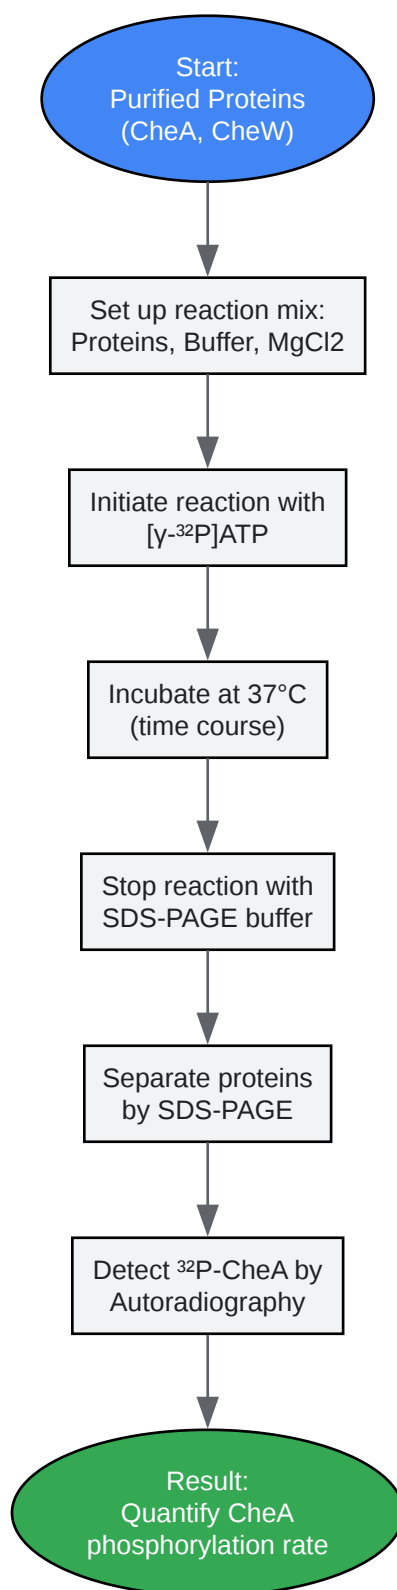 Start:
Purified Proteins
(CheA, CheW)
Set up reaction mix:
Proteins, Buffer, MgCl2
Initiate reaction with
[γ-³²P]ATP
Incubate at 37°C
(time course)
Stop reaction with
SDS-PAGE buffer
Separate proteins
by SDS-PAGE
Detect ³²P-CheA by
Autoradiography
Result:
Quantify CheA
phosphorylation rate